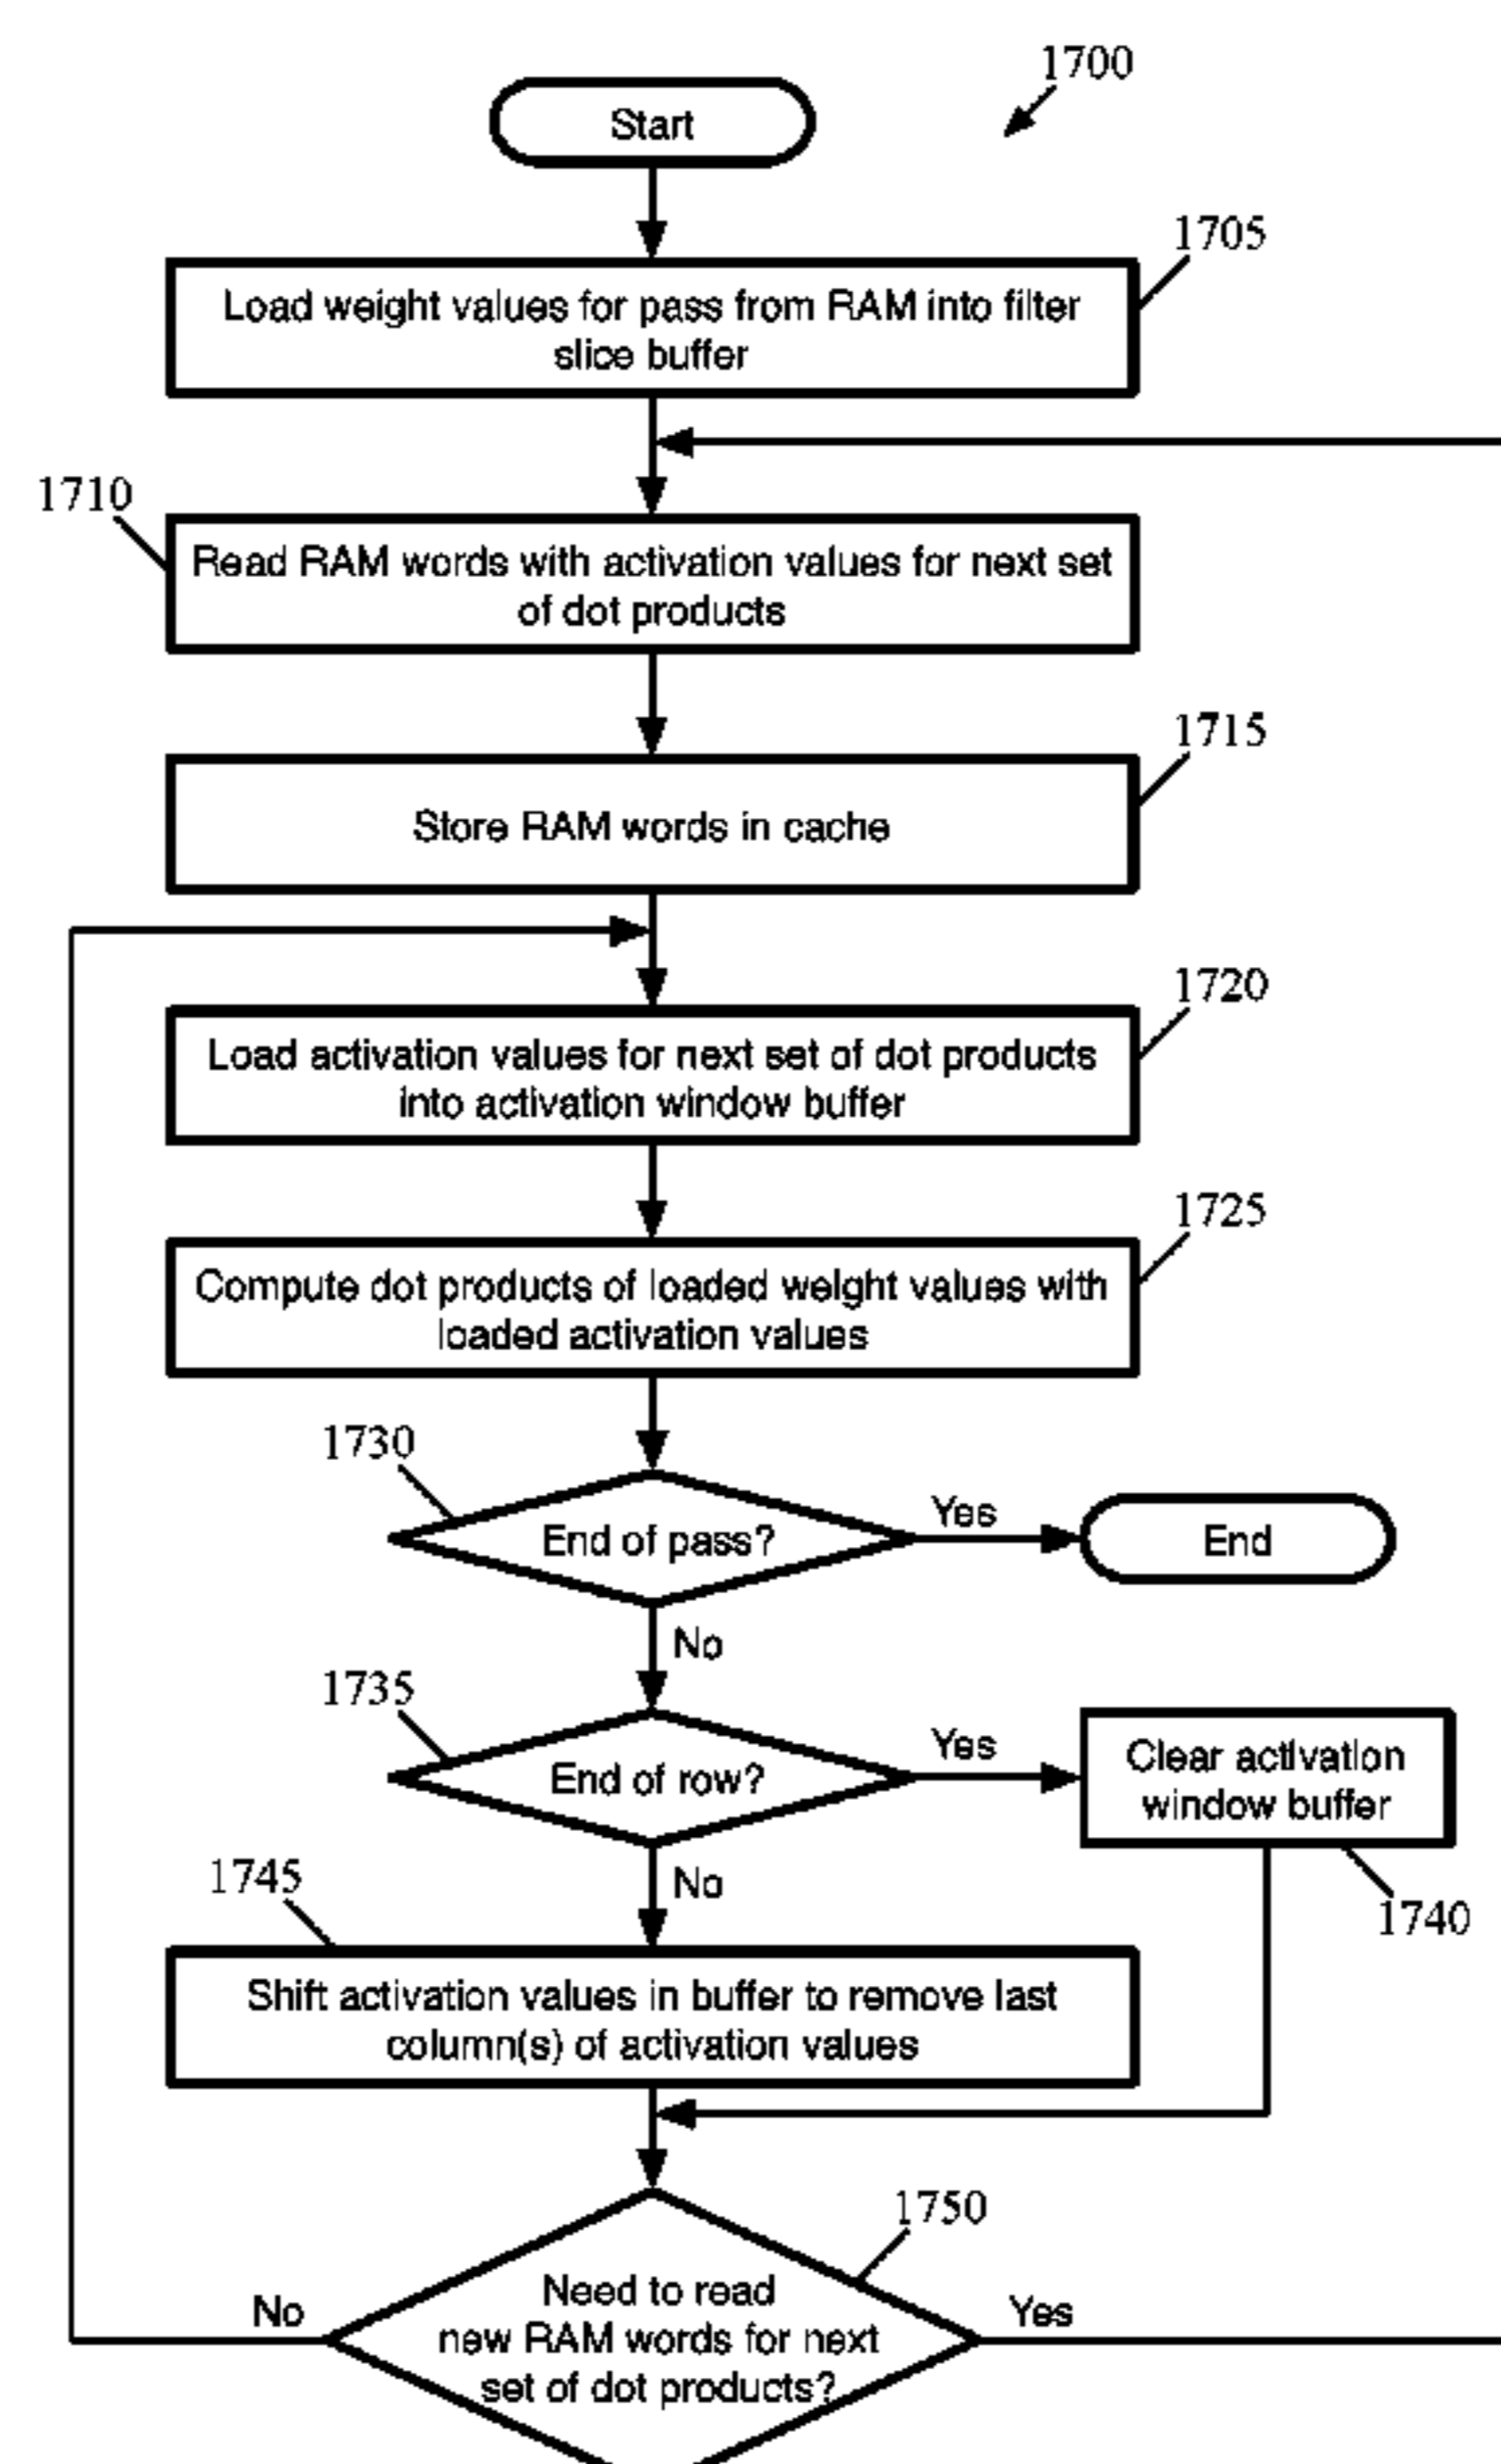 1700
Start
1705
Load weight values for pass from RAM into filter
slice buffer
1710
Read RAM words with activation values for next set
of dot products
1715
Store RAM words in cache
1720
Load activation values for next set of dot products
into activation window buffer
1725
Compute dot products of loaded weight values with
loaded activation values
1730
End of pass?
Yes
End
No
1735
End of row?
Yes
Clear activation
window buffer
1740
No
1745
Shift activation values in buffer to remove last
column(s) of activation values
1750
Need to read
new RAM words for next
set of dot products?
No
Yes